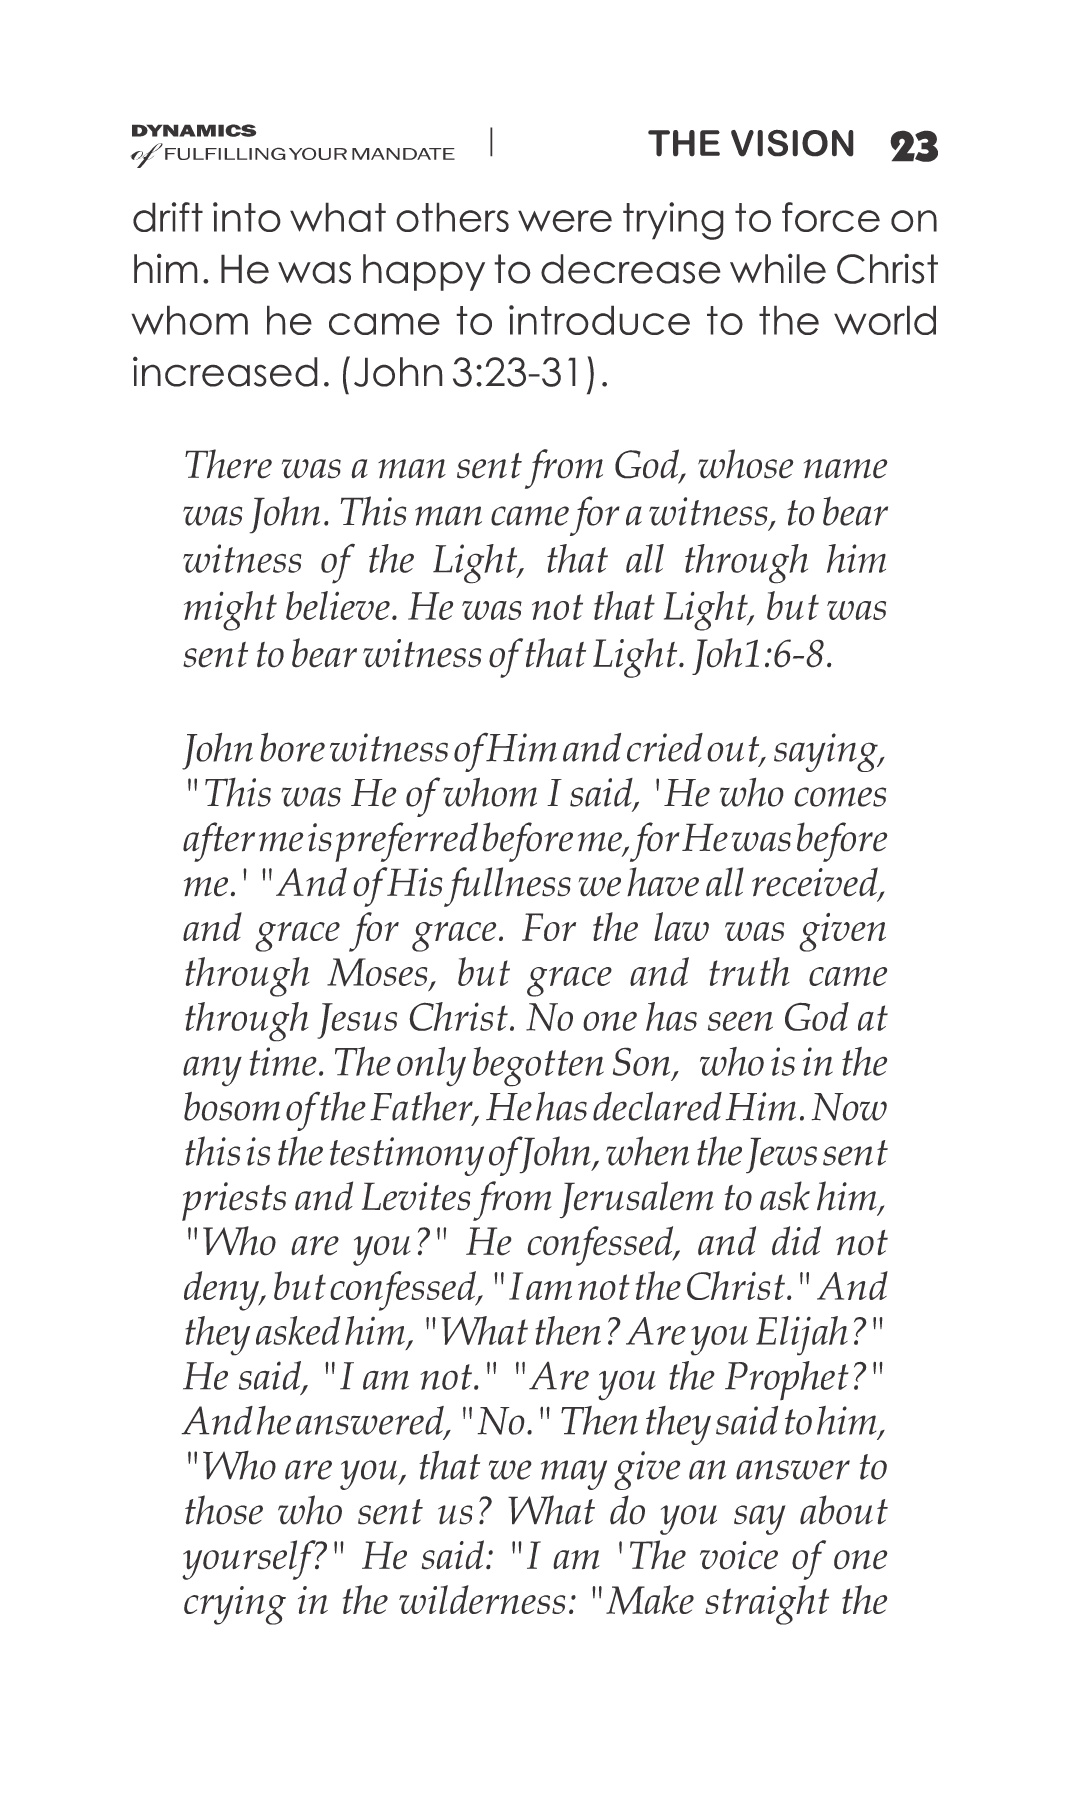 DYNAMICS
of FULFILLING YOUR MANDATE | THE VISION 23
drift into what others were trying to force on
him. He was happy to decrease while Christ
whom he came to introduce to the world
increased. (John 3:23-31).
There was a man sent from God, whose name
was John. This man came for a witness, to bear
witness of the Light, that all through him
might believe. He was not that Light, but was
sent to bear witness of that Light. Joh1:6-8.
John bore witness of Him and cried out, saying,
"This was He of whom I said, 'He who comes
after me is preferred before me, for He was before
me.' "And of His fullness we have all received,
and grace for grace. For the law was given
through Moses, but grace and truth came
through Jesus Christ. No one has seen God at
any time. The only begotten Son, who is in the
bosom of the Father, He has declared Him. Now
this is the testimony of John, when the Jews sent
priests and Levites from Jerusalem to ask him,
"Who are you?" He confessed, and did not
deny, but confessed, "I am not the Christ." And
they asked him, "What then? Are you Elijah?"
He said, "I am not." "Are you the Prophet?"
And he answered, "No." Then they said to him,
"Who are you, that we may give an answer to
those who sent us? What do you say about
yourself?" He said: "I am 'The voice of one
crying in the wilderness: "Make straight the